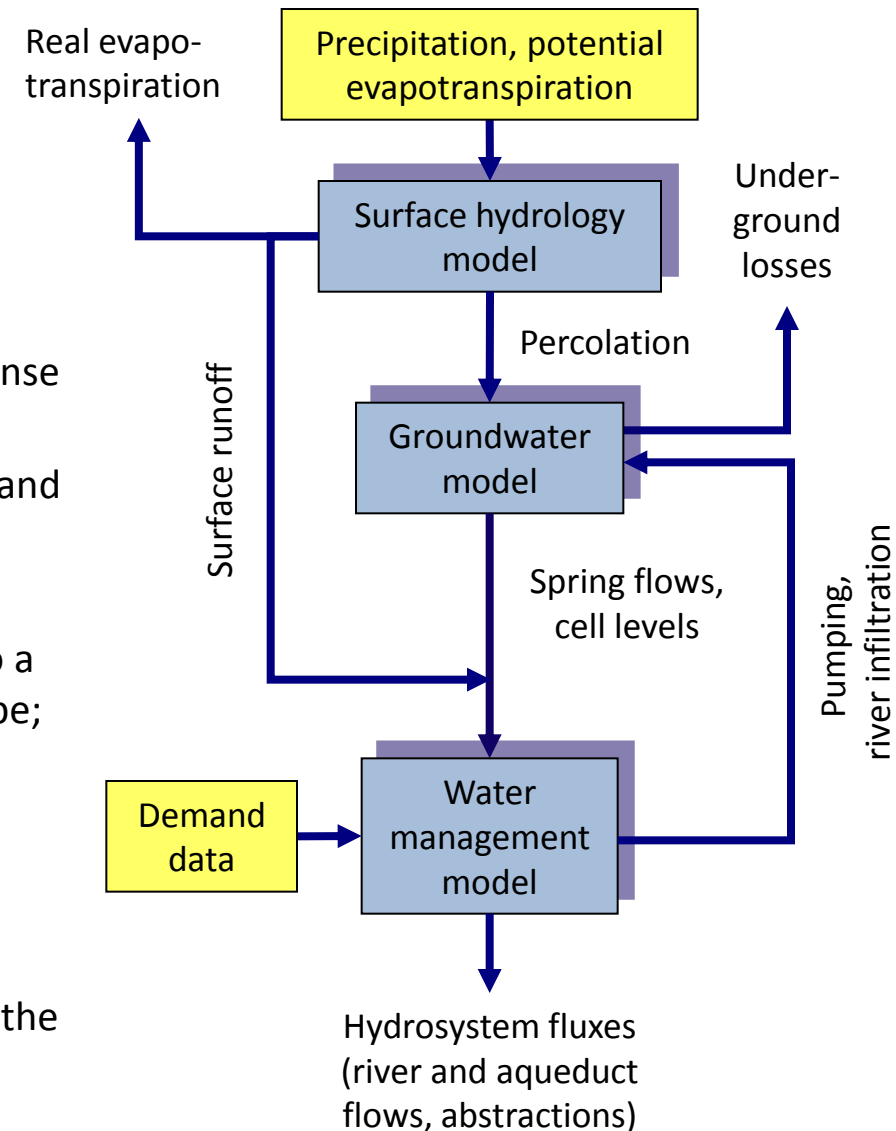 Real evapo-
transpiration
Precipitation, potential
evapotranspiration
Surface hydrology
model
Under-
ground
losses
Percolation
nse
Surface runoff
Groundwater
model
and
Spring flows,
cell levels
Pumping,
river infiltration
o a
pe;
Demand
data
Water
management
model
the
Hydrosystem fluxes
(river and aqueduct
flows, abstractions)